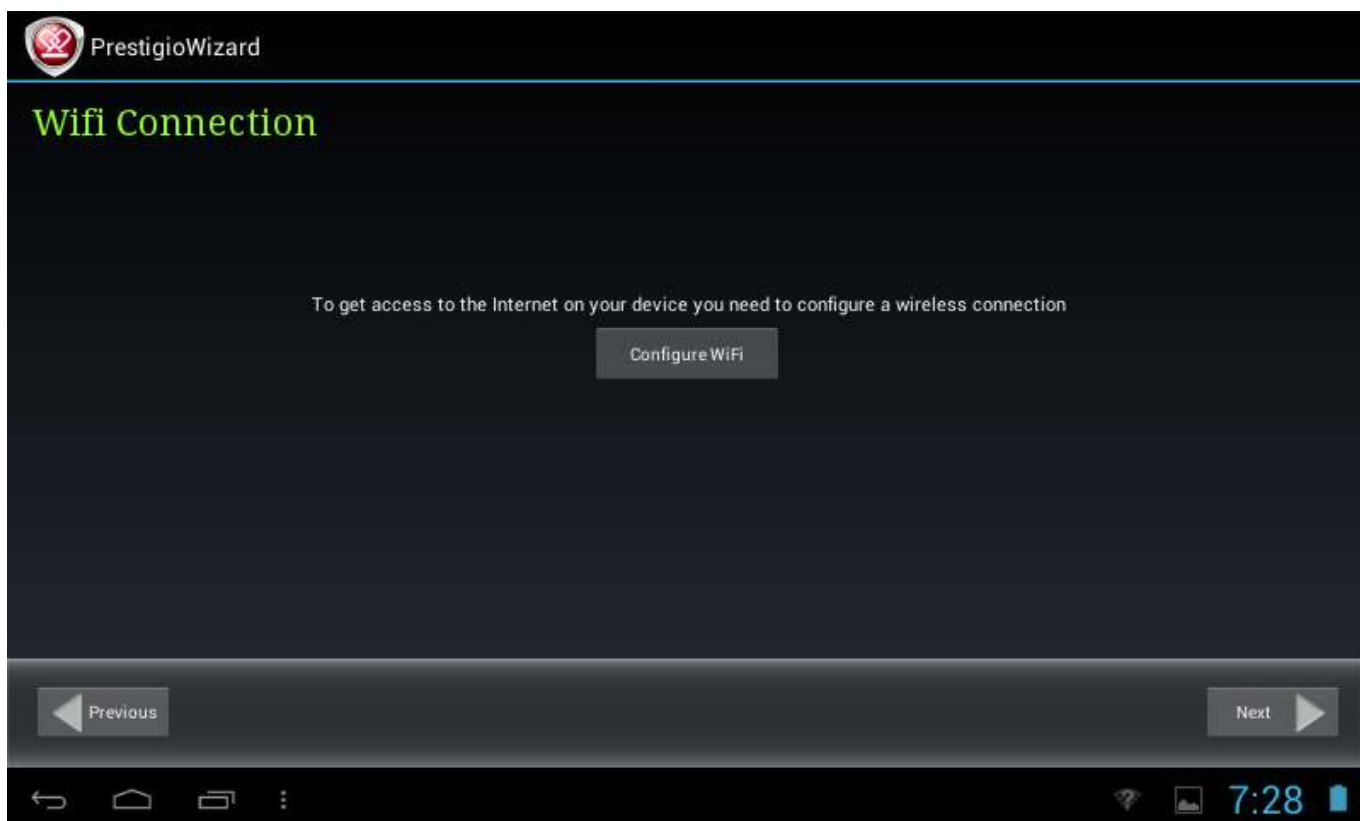 PrestigioWizard
Wifi Connection
To get access to the Internet on your device you need to configure a wireless connection
Configure WiFi
Previous
Next
7:28